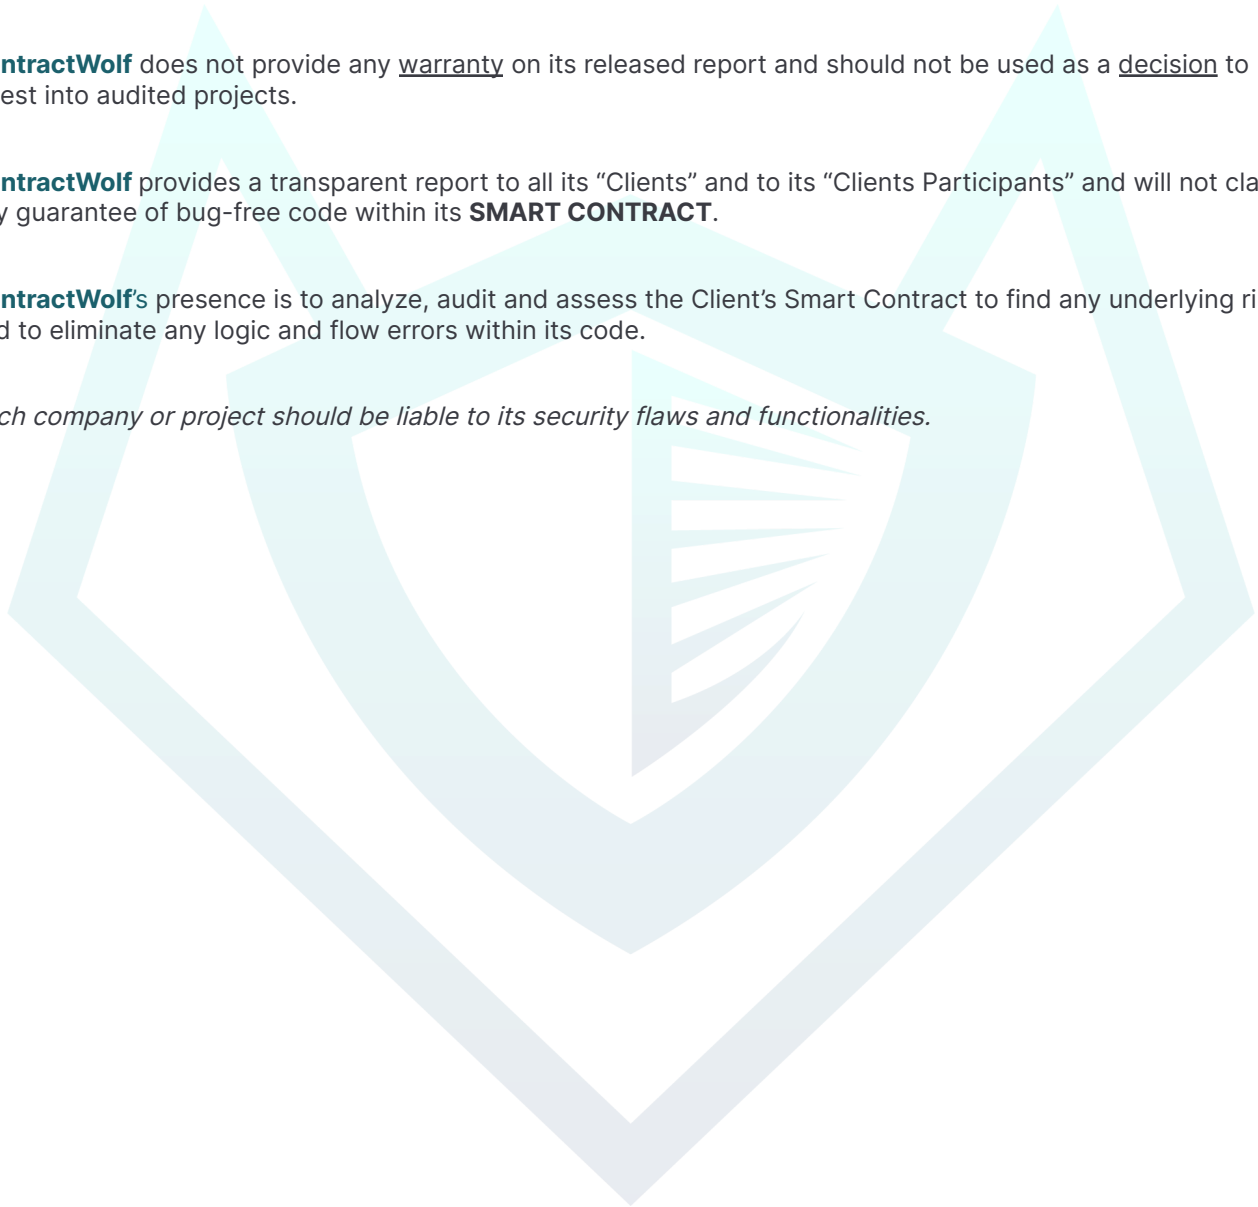 ntractWolf does not provide any warranty on its released report and should not be used as a decision to
est into audited projects.
ntractWolf provides a transparent report to all its “Clients” and to its “Clients Participants” and will not cla
y guarantee of bug-free code within its SMART CONTRACT.
ntractWolf’s presence is to analyze, audit and assess the Client’s Smart Contract to find any underlying ri
d to eliminate any logic and flow errors within its code.
ch company or project should be liable to its security flaws and functionalities.